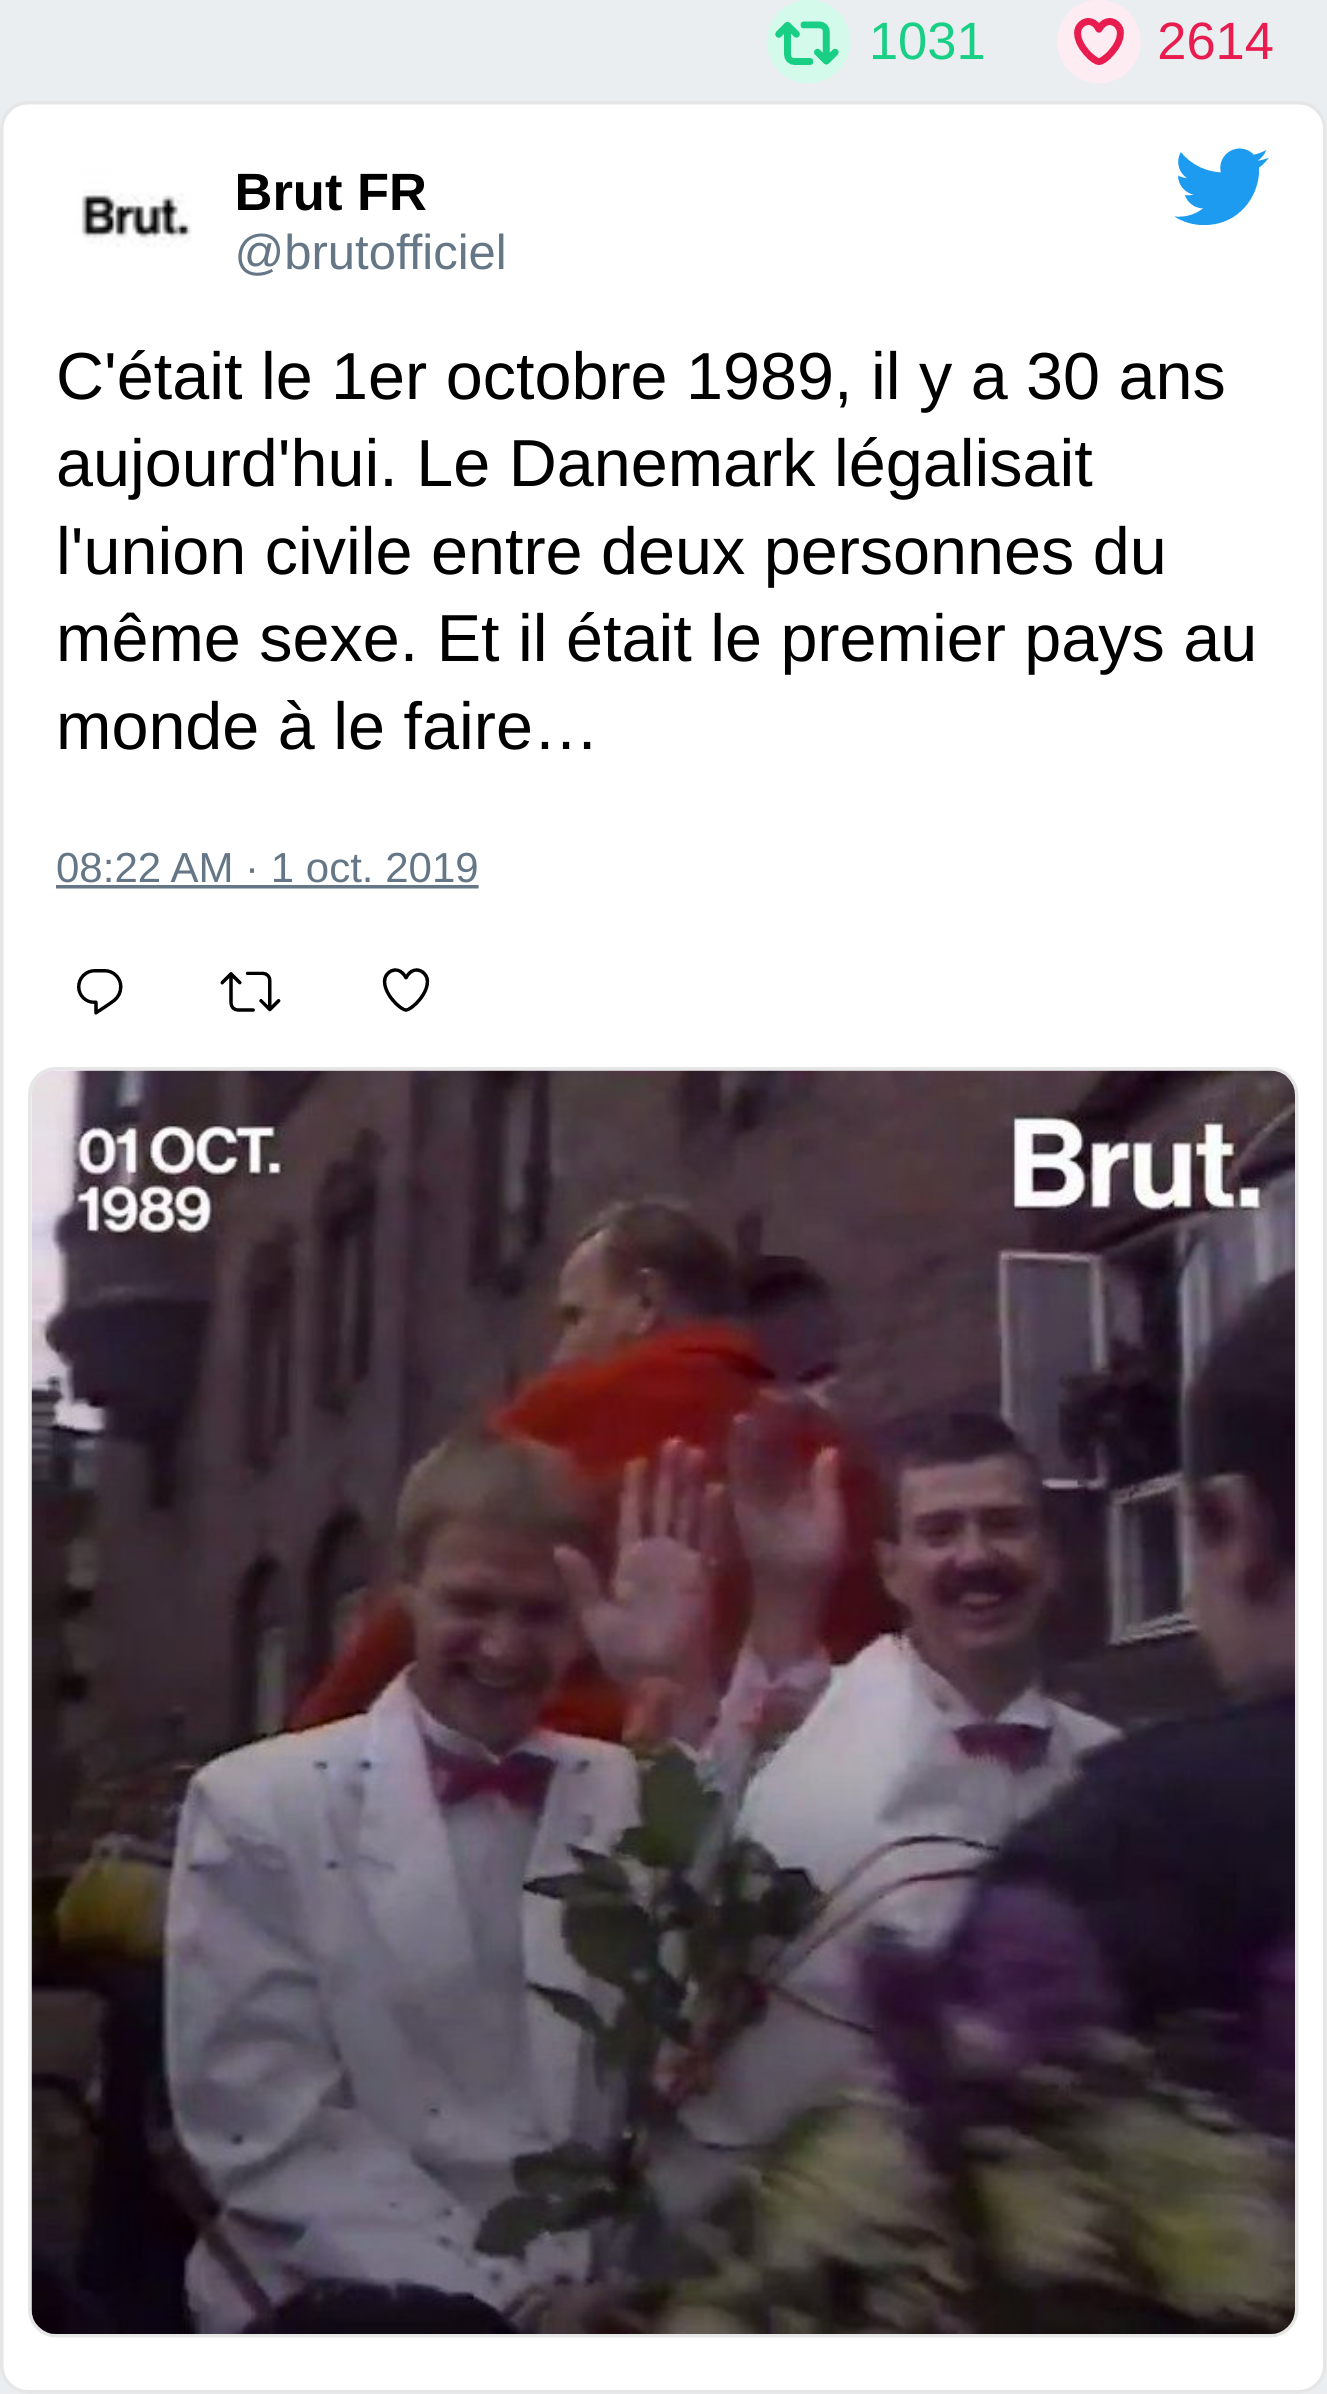 1031 2614
Brut.
Brut FR
@brutofficiel
C'était le 1er octobre 1989, il y a 30 ans
aujourd'hui. Le Danemark légalisait
l'union civile entre deux personnes du
même sexe. Et il était le premier pays au
monde à le faire…
08:22 AM · 1 oct. 2019
01 OCT.
1989
Brut.